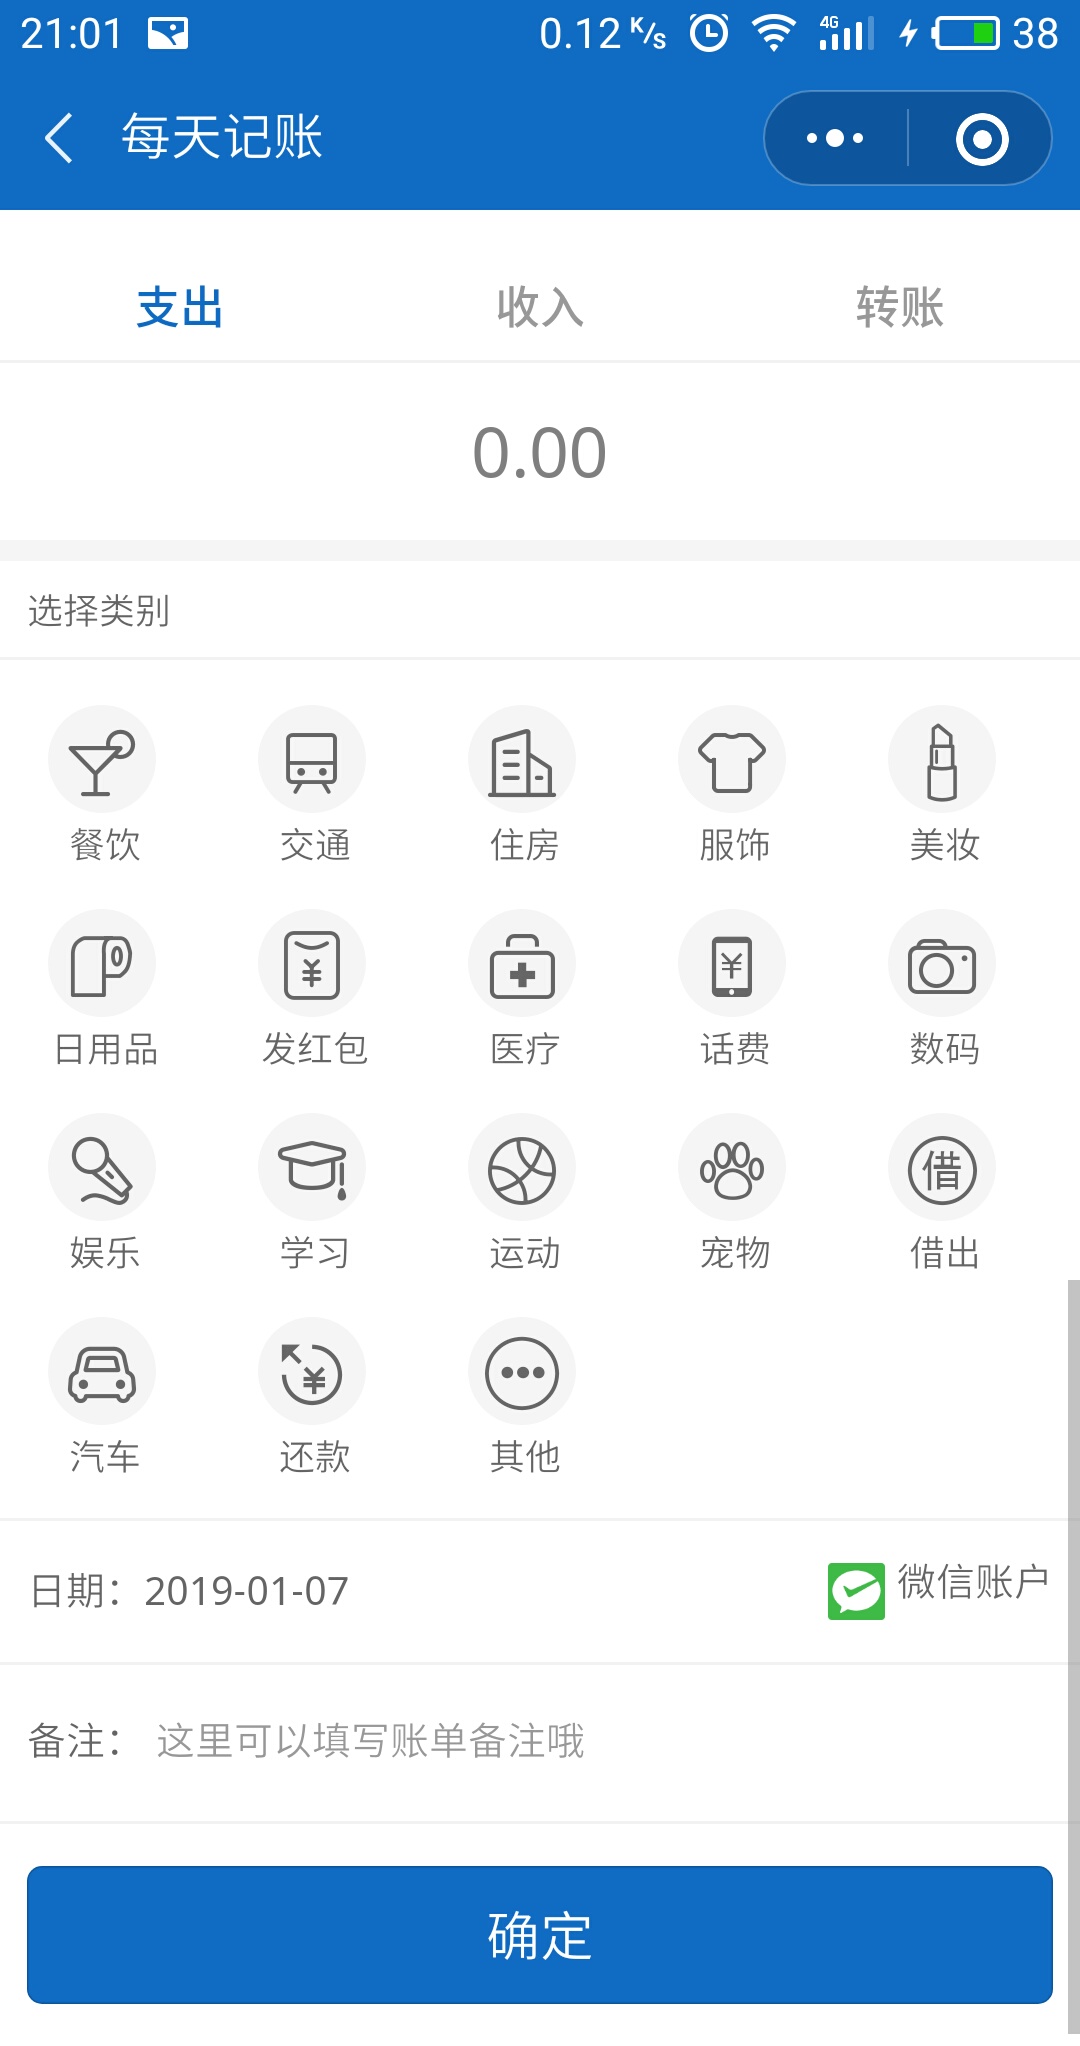 21:01 0.12 K/s 4G 38
每天记账
支出 收入 转账
0.00
选择类别
餐饮 交通 住房 服饰 美妆
¥ ¥
日用品 发红包 医疗 话费 数码
借
娱乐 学习 运动 宠物 借出
¥
汽车 还款 其他
日期：2019-01-07 微信账户
备注： 这里可以填写账单备注哦
确定